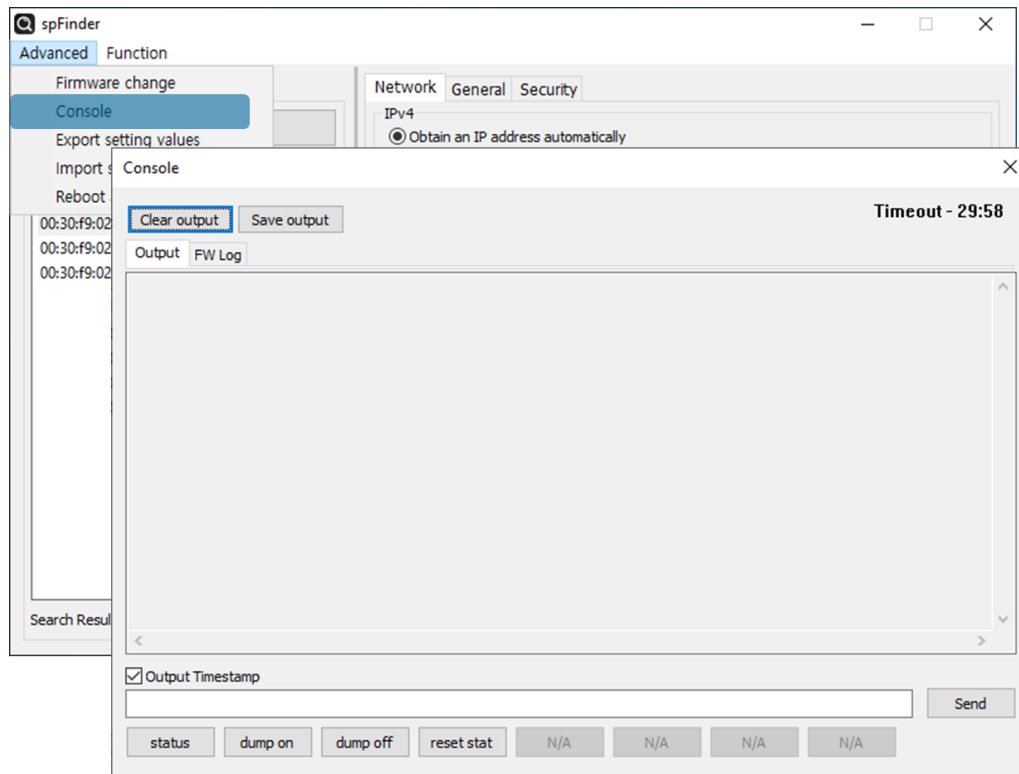 spFinder
Advanced Function
Firmware change
Console
Export setting values
Import
Reboot
Network General Security
IPv4
Obtain an IP address automatically
00:30:f9:02
00:30:f9:02
00:30:f9:02
Search
Console
Clear output Save output
Timeout - 29:58
Output FW Log
Output Timestamp
Send
status dump on dump off reset stat N/A N/A N/A N/A